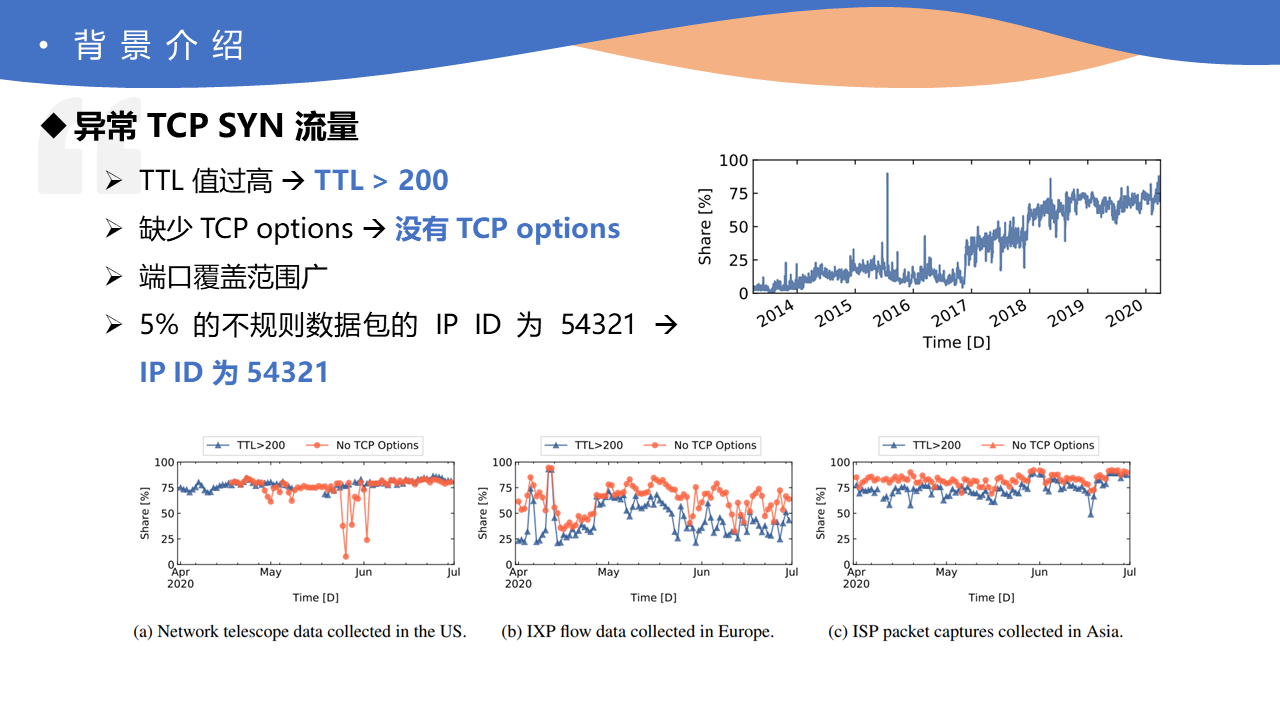 • 背景介绍
◆异常 TCP SYN 流量
➢ TTL 值过高 → TTL > 200
➢ 缺少 TCP options → 没有 TCP options
➢ 端口覆盖范围广
➢ 5% 的不规则数据包的 IP ID 为 54321 →
IP ID 为 54321
100
75
50
25
0
Share [%]
2014 2015 2016 2017 2018 2019 2020
Time [D]
TTL>200 No TCP Options
100
75
50
25
0
Share [%]
Apr May Jun Jul
2020
Time [D]
(a) Network telescope data collected in the US.
TTL>200 No TCP Options
100
75
50
25
0
Share [%]
Apr May Jun Jul
2020
Time [D]
(b) IXP flow data collected in Europe.
TTL>200 No TCP Options
100
75
50
25
0
Share [%]
Apr May Jun Jul
2020
Time [D]
(c) ISP packet captures collected in Asia.